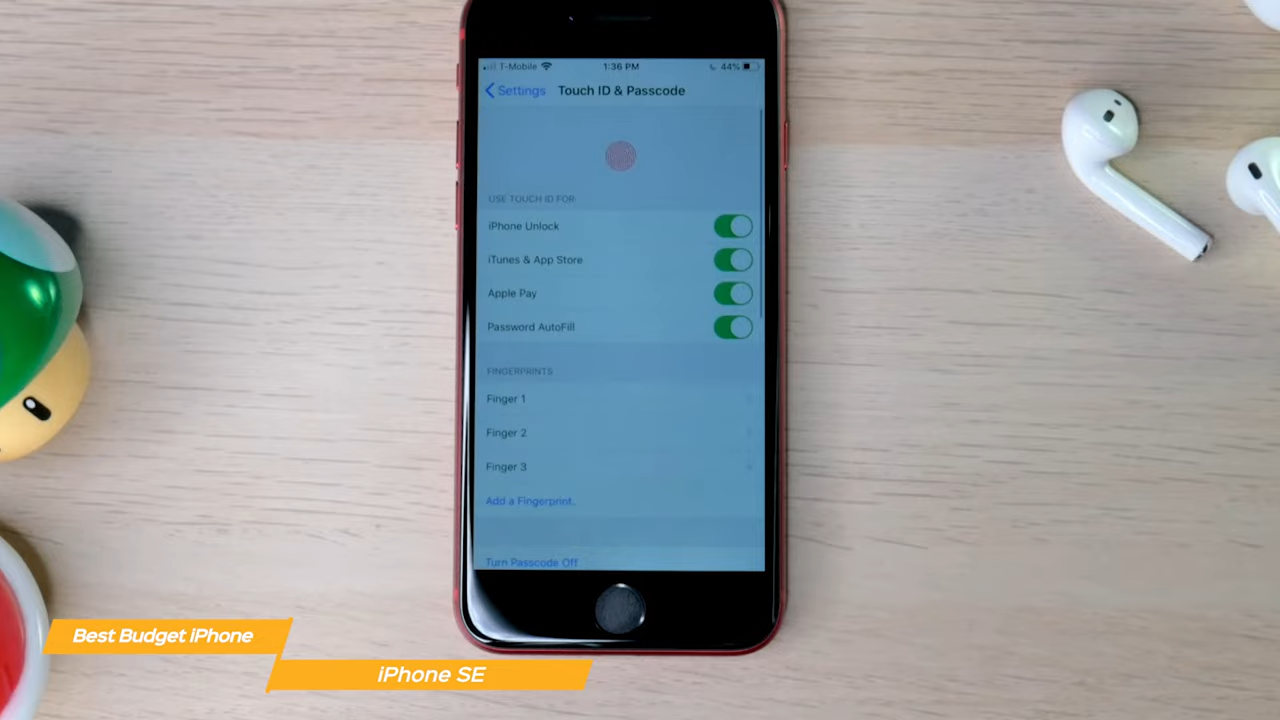 T-Mobile 1:36 PM 44%
Settings Touch ID & Passcode
USE TOUCH ID FOR
iPhone Unlock
iTunes & App Store
Apple Pay
Password AutoFill
FINGERPRINTS
Finger 1
Finger 2
Finger 3
Add a Fingerprint...
Turn Passcode Off
Best Budget iPhone
iPhone SE